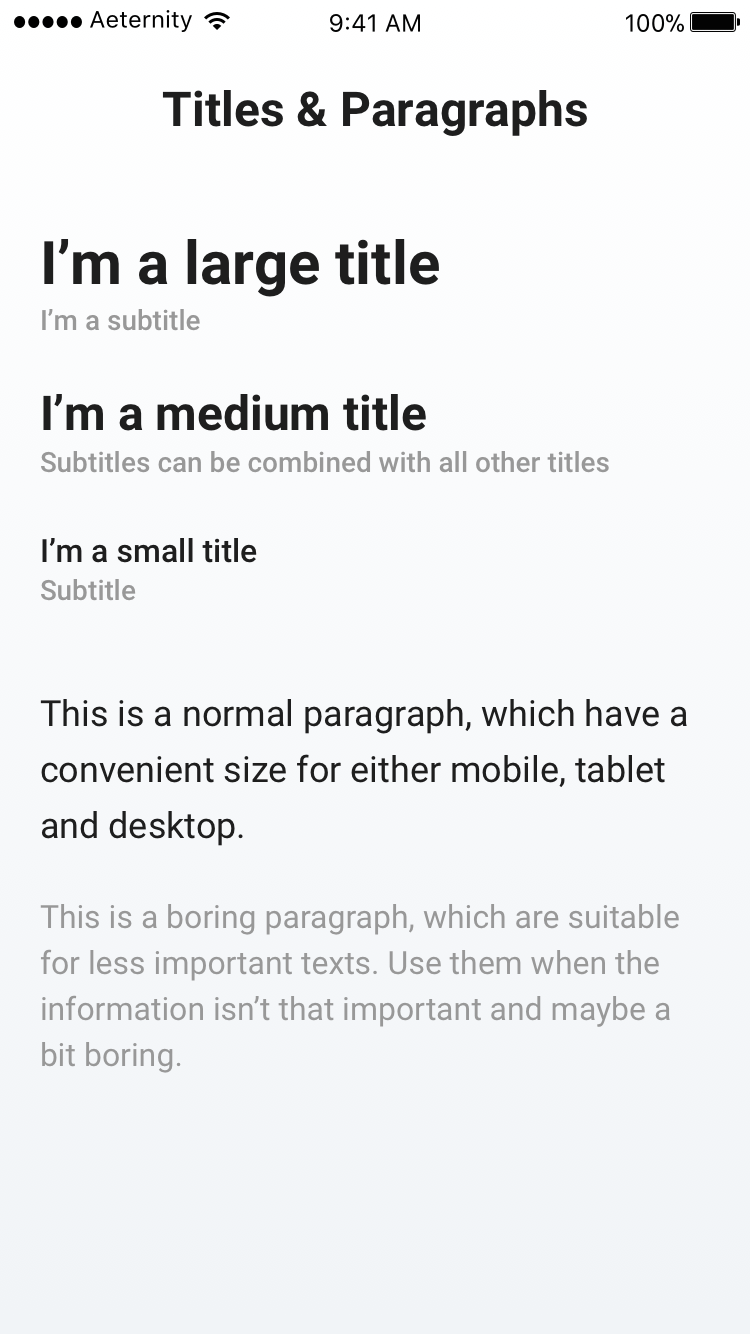 Aeternity 9:41 AM 100%
Titles & Paragraphs
I’m a large title
I’m a subtitle
I’m a medium title
Subtitles can be combined with all other titles
I’m a small title
Subtitle
This is a normal paragraph, which have a
convenient size for either mobile, tablet
and desktop.
This is a boring paragraph, which are suitable
for less important texts. Use them when the
information isn’t that important and maybe a
bit boring.